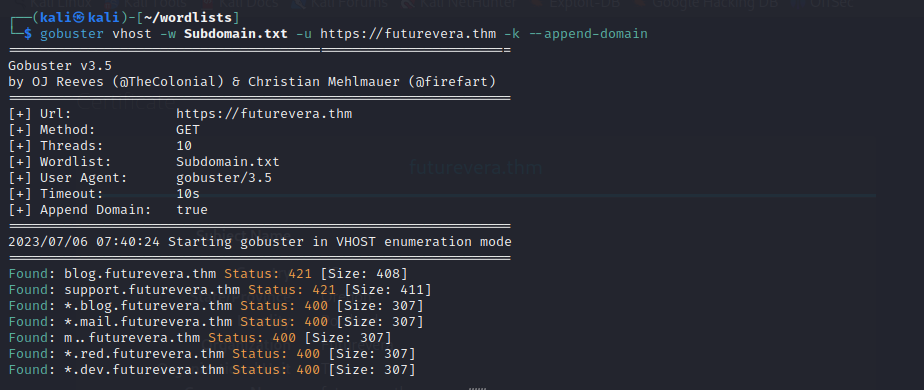 (kali㉿kali)-[~/wordlists]
$ gobuster vhost -w Subdomain.txt -u https://futurevera.thm -k --append-domain
===============================================================
Gobuster v3.5
by OJ Reeves (@TheColonial) & Christian Mehlmauer (@firefart)
===============================================================
[+] Url: https://futurevera.thm
[+] Method: GET
[+] Threads: 10
[+] Wordlist: Subdomain.txt
[+] User Agent: gobuster/3.5
[+] Timeout: 10s
[+] Append Domain: true
===============================================================
2023/07/06 07:40:24 Starting gobuster in VHOST enumeration mode
===============================================================
Found: blog.futurevera.thm Status: 421 [Size: 408]
Found: support.futurevera.thm Status: 421 [Size: 411]
Found: *.blog.futurevera.thm Status: 400 [Size: 307]
Found: *.mail.futurevera.thm Status: 400 [Size: 307]
Found: m..futurevera.thm Status: 400 [Size: 307]
Found: *.red.futurevera.thm Status: 400 [Size: 307]
Found: *.dev.futurevera.thm Status: 400 [Size: 307]
futurevera.thm